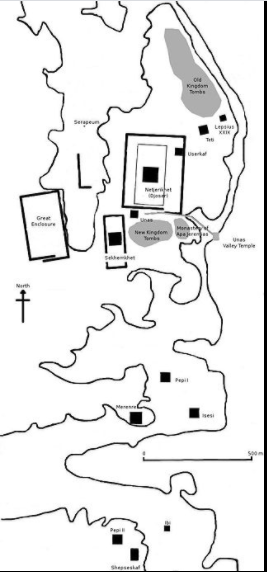 Old
Kingdom
Tombs
Lepsius
XXIX
Teti
Serapeum
Userkaf
Netjerikhet
(Djoser)
Great
Enclosure
Unas
New Kingdom
Tombs
Monastery of
Apa Jeremias
Unas
Valley Temple
Sekhemkhet
North
Pepi I
Merenre
Isesi
0
500 m
Ibi
Pepi II
Shepseskaf